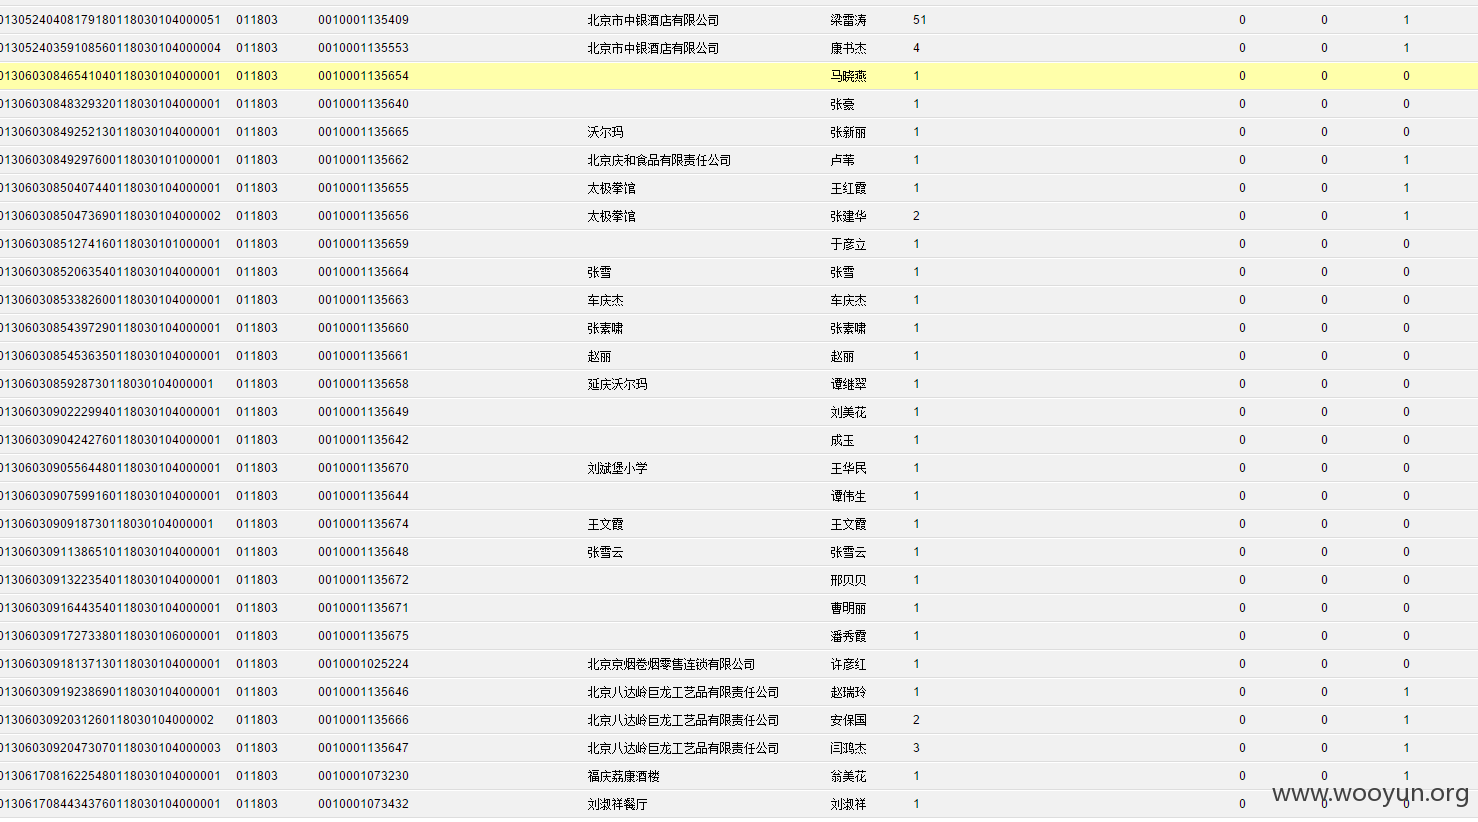 0130524040817918011803010400005​1 011803 0010001135409 北京市中银酒店有限公司 梁雷涛 51 0 0 1
01305240359108560118030104000004 011803 0010001135553 北京市中银酒店有限公司 康书杰 4 0 0 1
01306030846541040118030104000001 011803 0010001135654 马晓燕 1 0 0 0
01306030848329320118030104000001 011803 0010001135640 张豪 1 0 0 0
01306030849252130118030104000001 011803 0010001135665 沃尔玛 张新丽 1 0 0 0
01306030849297600118030101000001 011803 0010001135662 北京庆和食品有限责任公司 卢苇 1 0 0 1
01306030850407440118030104000001 011803 0010001135655 太极拳馆 王红霞 1 0 0 1
01306030850473690118030104000002 011803 0010001135656 太极拳馆 张建华 2 0 0 1
01306030851274160118030101000001 011803 0010001135659 于彦立 1 0 0 0
01306030852063540118030104000001 011803 0010001135664 张雪 张雪 1 0 0 0
01306030853382600118030104000001 011803 0010001135663 车庆杰 车庆杰 1 0 0 0
01306030854397290118030104000001 011803 0010001135660 张素啸 张素啸 1 0 0 0
01306030854536350118030104000001 011803 0010001135661 赵丽 赵丽 1 0 0 0
0130603085928730118030104000001 011803 0010001135658 延庆沃尔玛 谭继翠 1 0 0 0
01306030902229940118030104000001 011803 0010001135649 刘美花 1 0 0 0
01306030904242760118030104000001 011803 0010001135642 成玉 1 0 0 0
01306030905564480118030104000001 011803 0010001135670 刘斌堡小学 王华民 1 0 0 0
01306030907599160118030104000001 011803 0010001135644 谭伟生 1 0 0 0
0130603090918730118030104000001 011803 0010001135674 王文霞 王文霞 1 0 0 0
01306030911386510118030104000001 011803 0010001135648 张雪云 张雪云 1 0 0 0
01306030913223540118030104000001 011803 0010001135672 邢贝贝 1 0 0 0
01306030916443540118030104000001 011803 0010001135671 曹明丽 1 0 0 0
01306030917273380118030106000001 011803 0010001135675 潘秀霞 1 0 0 0
01306030918137130118030104000001 011803 0010001025224 北京京烟卷烟零售连锁有限公司 许彦红 1 0 0 0
01306030919238690118030104000001 011803 0010001135646 北京八达岭巨龙工艺品有限责任公司 赵瑞玲 1 0 0 1
0130603092031260118030104000002 011803 0010001135666 北京八达岭巨龙工艺品有限责任公司 安保国 2 0 0 1
01306030920473070118030104000003 011803 0010001135647 北京八达岭巨龙工艺品有限责任公司 闫鸿杰 3 0 0 1
01306170816225480118030104000001 011803 0010001073230 福庆荔康酒楼 翁美花 1 0 0 1
01306170844343760118030104000001 011803 0010001073432 刘淑祥餐厅 刘淑祥 1 0 0 0
www.wooyun.org